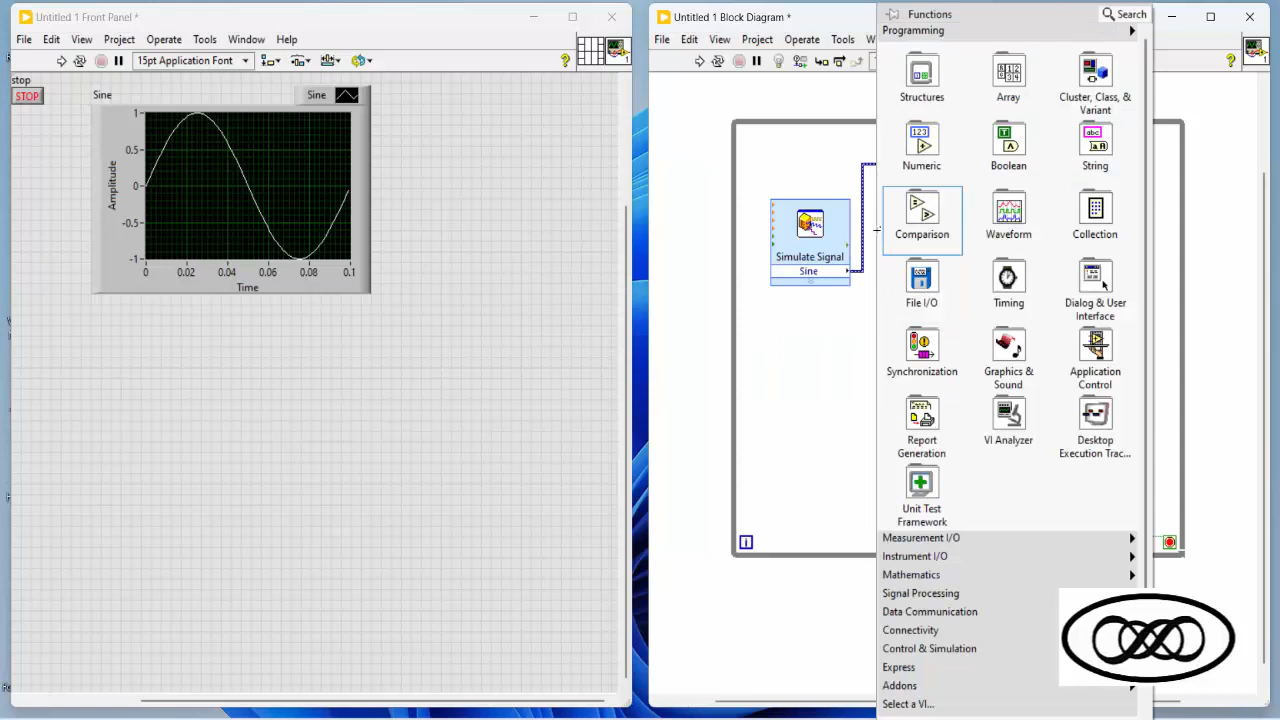 Untitled 1 Front Panel *
File Edit View Project Operate Tools Window Help
15pt Application Font
stop
STOP
Sine
Sine
Amplitude
1
0.5
0
-0.5
-1
0 0.02 0.04 0.06 0.08 0.1
Time
Untitled 1 Block Diagram *
File Edit View Project Operate Tools W
Simulate Signal
Sine
i
Functions
Search
Programming
Structures
Array
Cluster, Class, &
Variant
Numeric
Boolean
String
Comparison
Waveform
Collection
File I/O
Timing
Dialog & User
Interface
Synchronization
Graphics &
Sound
Application
Control
Report
Generation
VI Analyzer
Desktop
Execution Trac...
Unit Test
Framework
Measurement I/O
Instrument I/O
Mathematics
Signal Processing
Data Communication
Connectivity
Control & Simulation
Express
Addons
Select a VI...